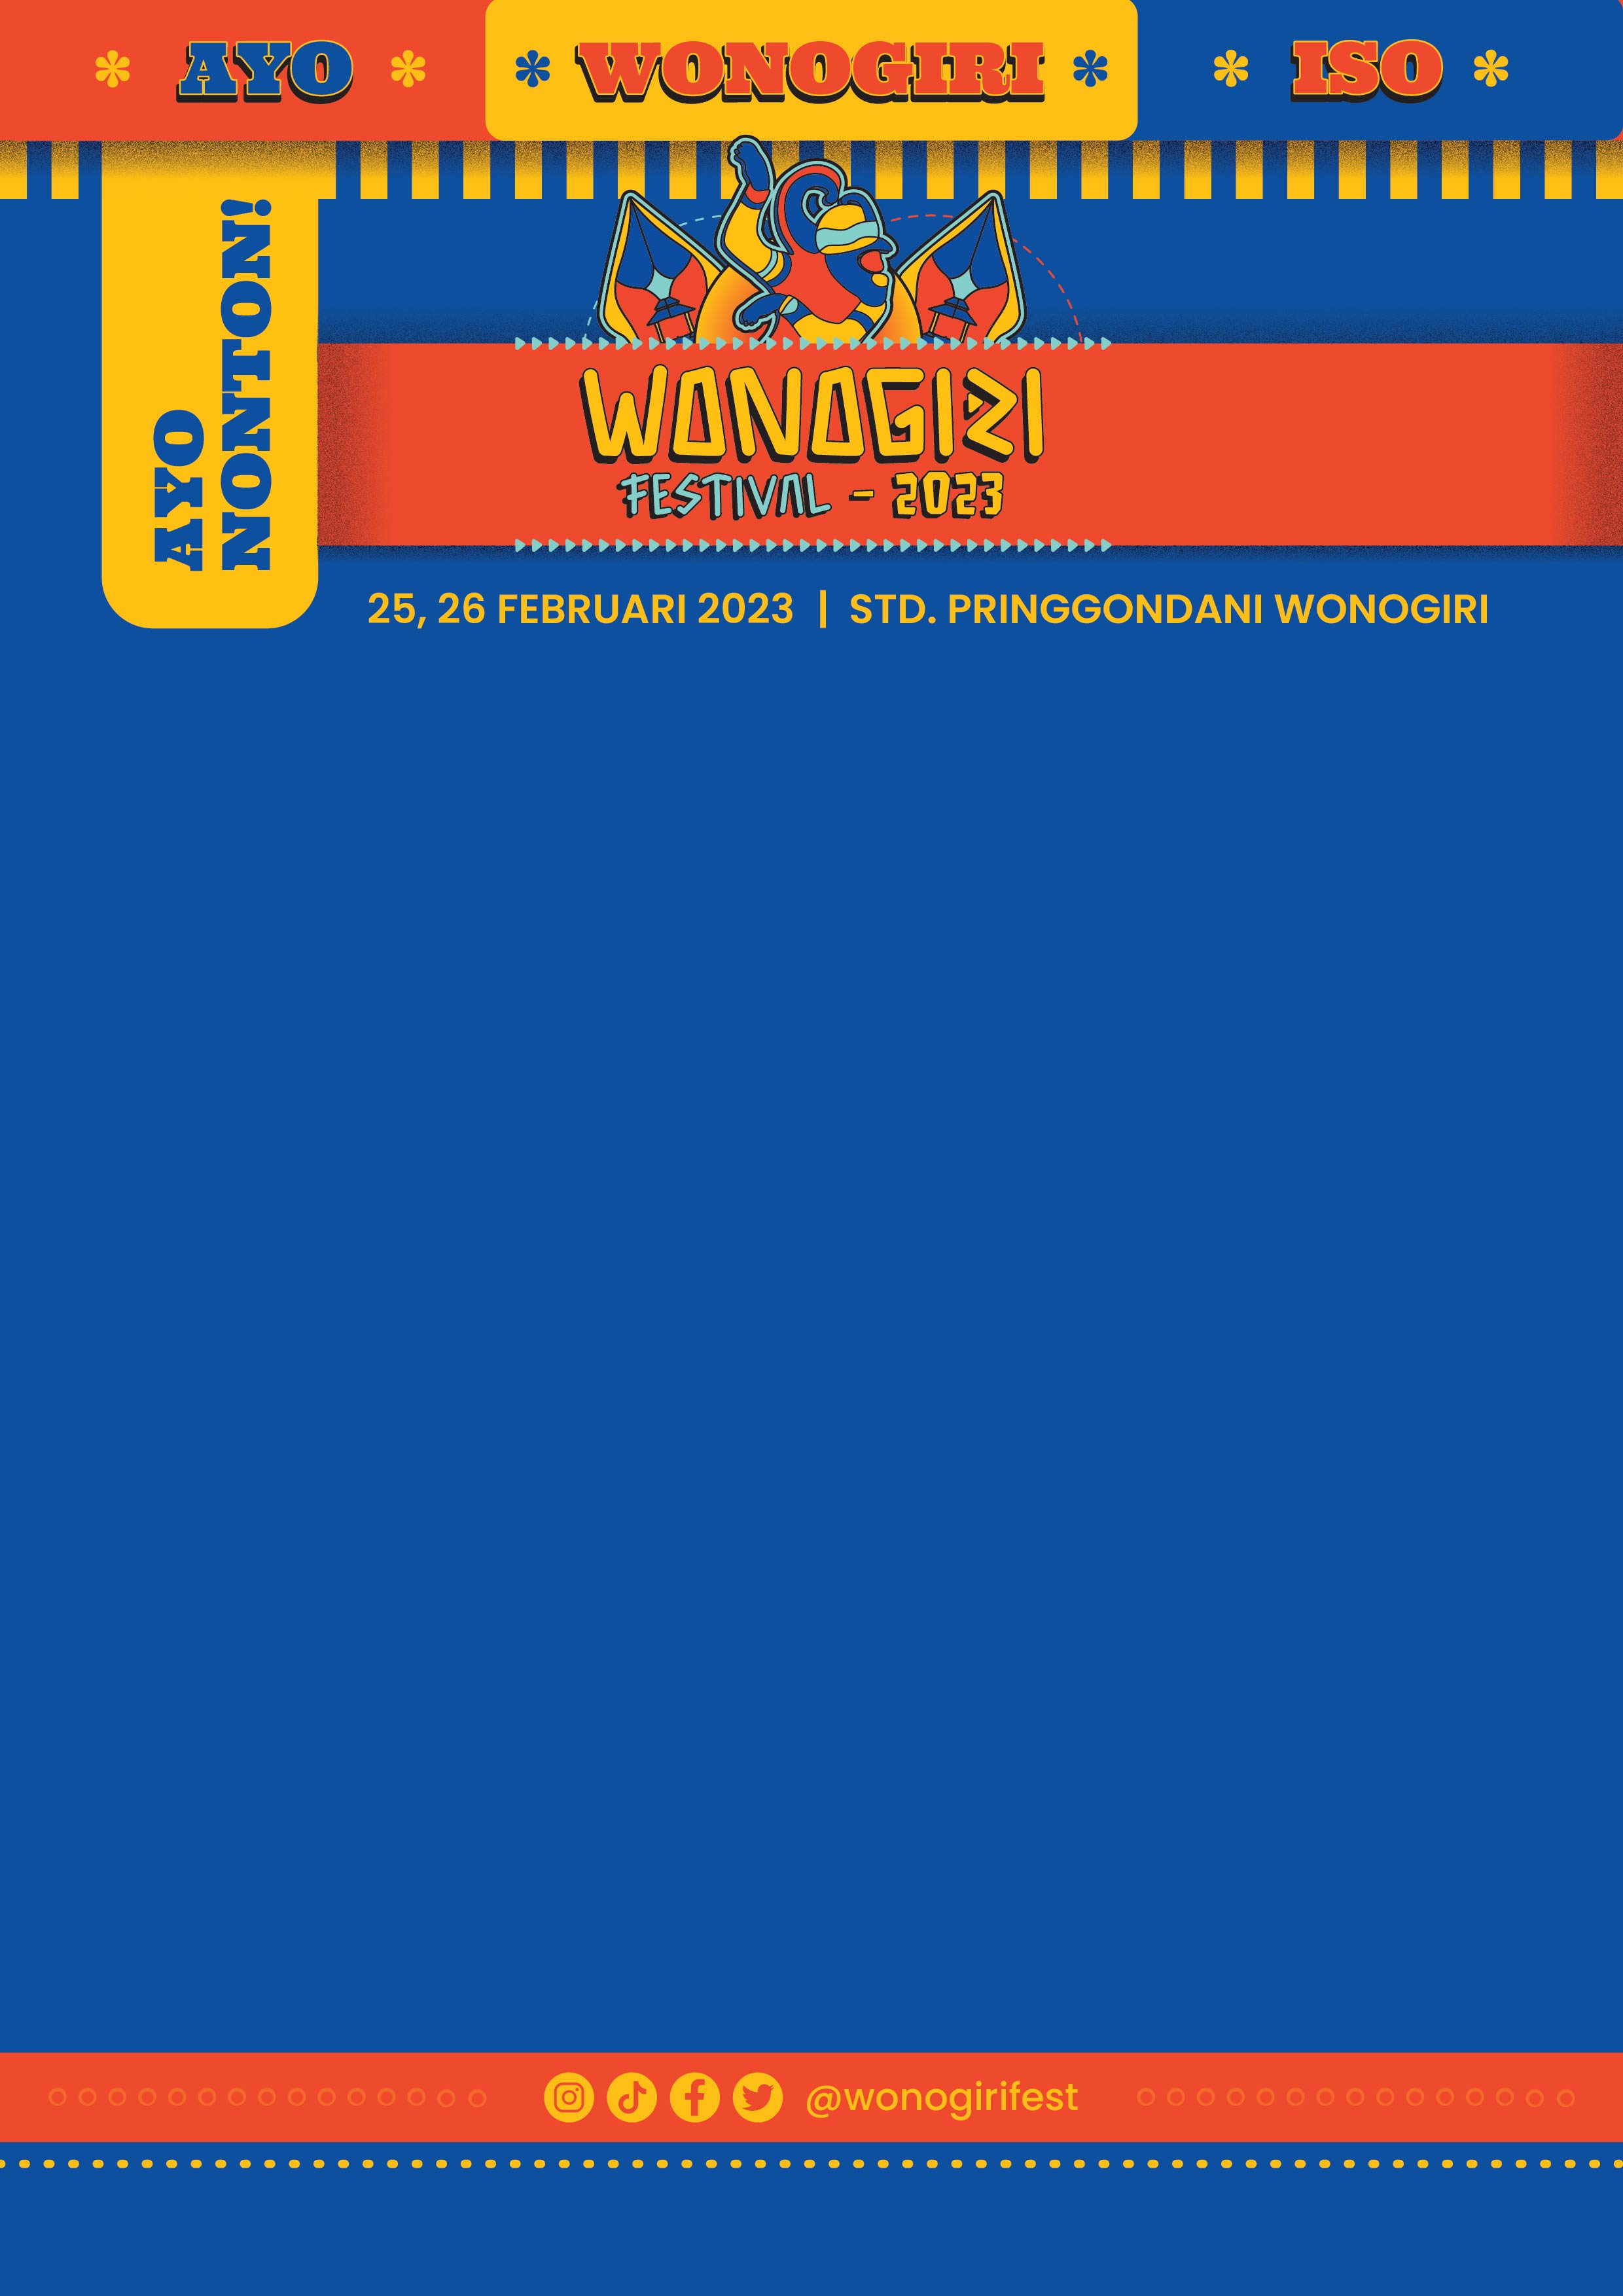 AYO
WONOGIRI
ISO
AYO
NONTON!
WONOGIRI
FESTIVAL - 2023
25, 26 FEBRUARI 2023 | STD. PRINGGONDANI WONOGIRI
@wonogirifest